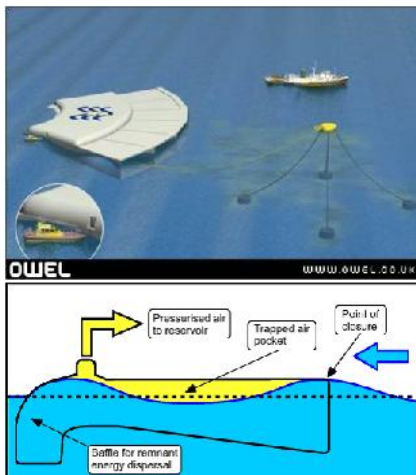 OWEL
WWW.OWEL.CO.UK
Pressurised air
to reservoir
Trapped air
pocket
Point of
closure
Baffle for remnant
energy dispersal